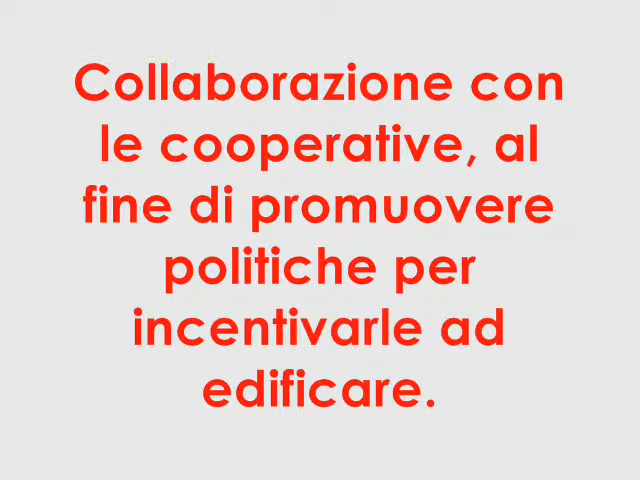 Collaborazione con
le cooperative, al
fine di promuovere
politiche per
incentivarle ad
edificare.